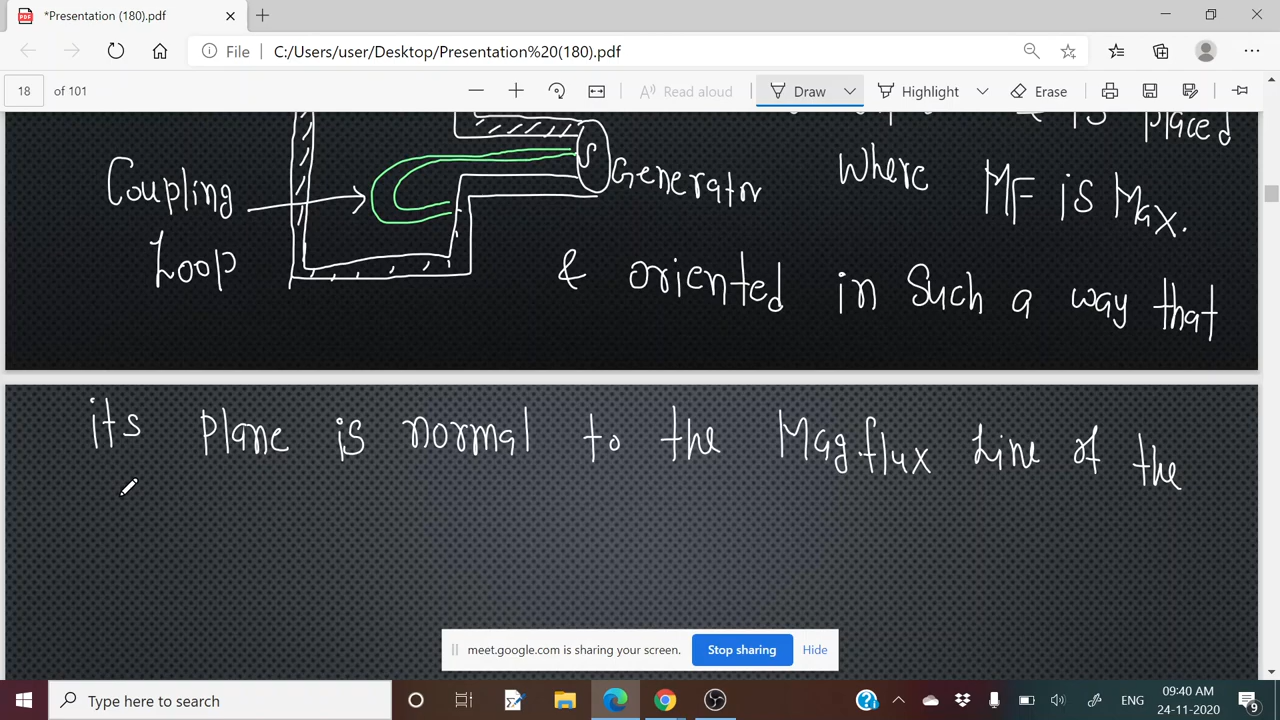 *Presentation (180).pdf
File
C:/Users/user/Desktop/Presentation%20(180).pdf
18 of 101
Read aloud
Draw
Highlight
Erase
is placed
Coupling
Loop
Generator
where MF is Max.
& oriented in such a way that
its plane is normal to the Mag.flux line of the
meet.google.com is sharing your screen.
Stop sharing
Hide
Type here to search
ENG
09:40 AM
24-11-2020
9